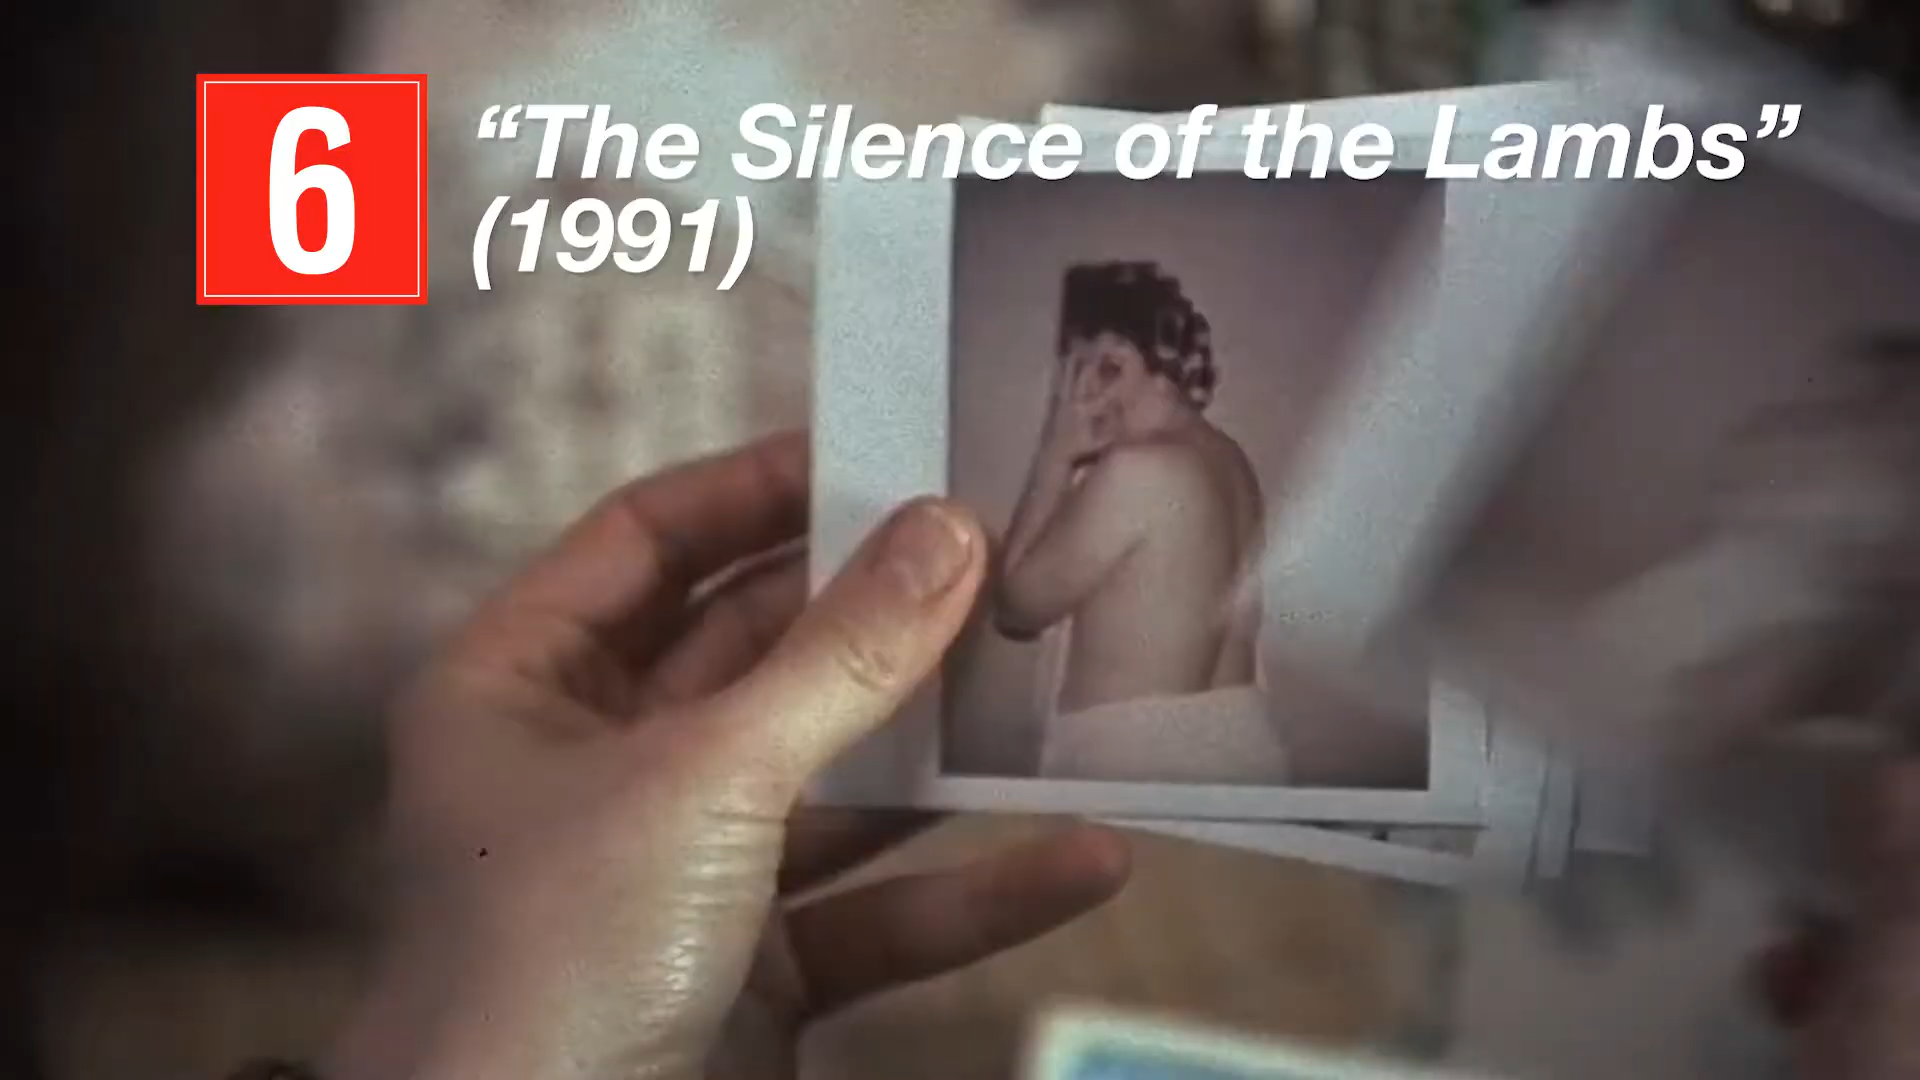 6
“The Silence of the Lambs”
(1991)